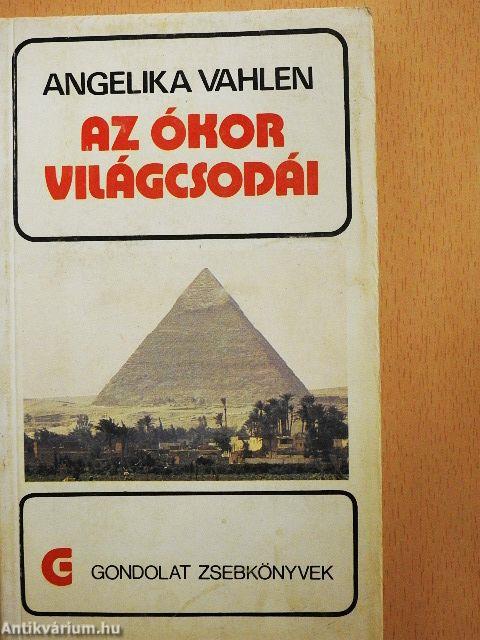 ANGELIKA VAHLEN
AZ ÓKOR
VILÁGCSODÁI
G GONDOLAT ZSEBKÖNYVEK
Antikvárium.hu